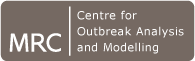 MRC
Centre for
Outbreak Analysis
and Modelling